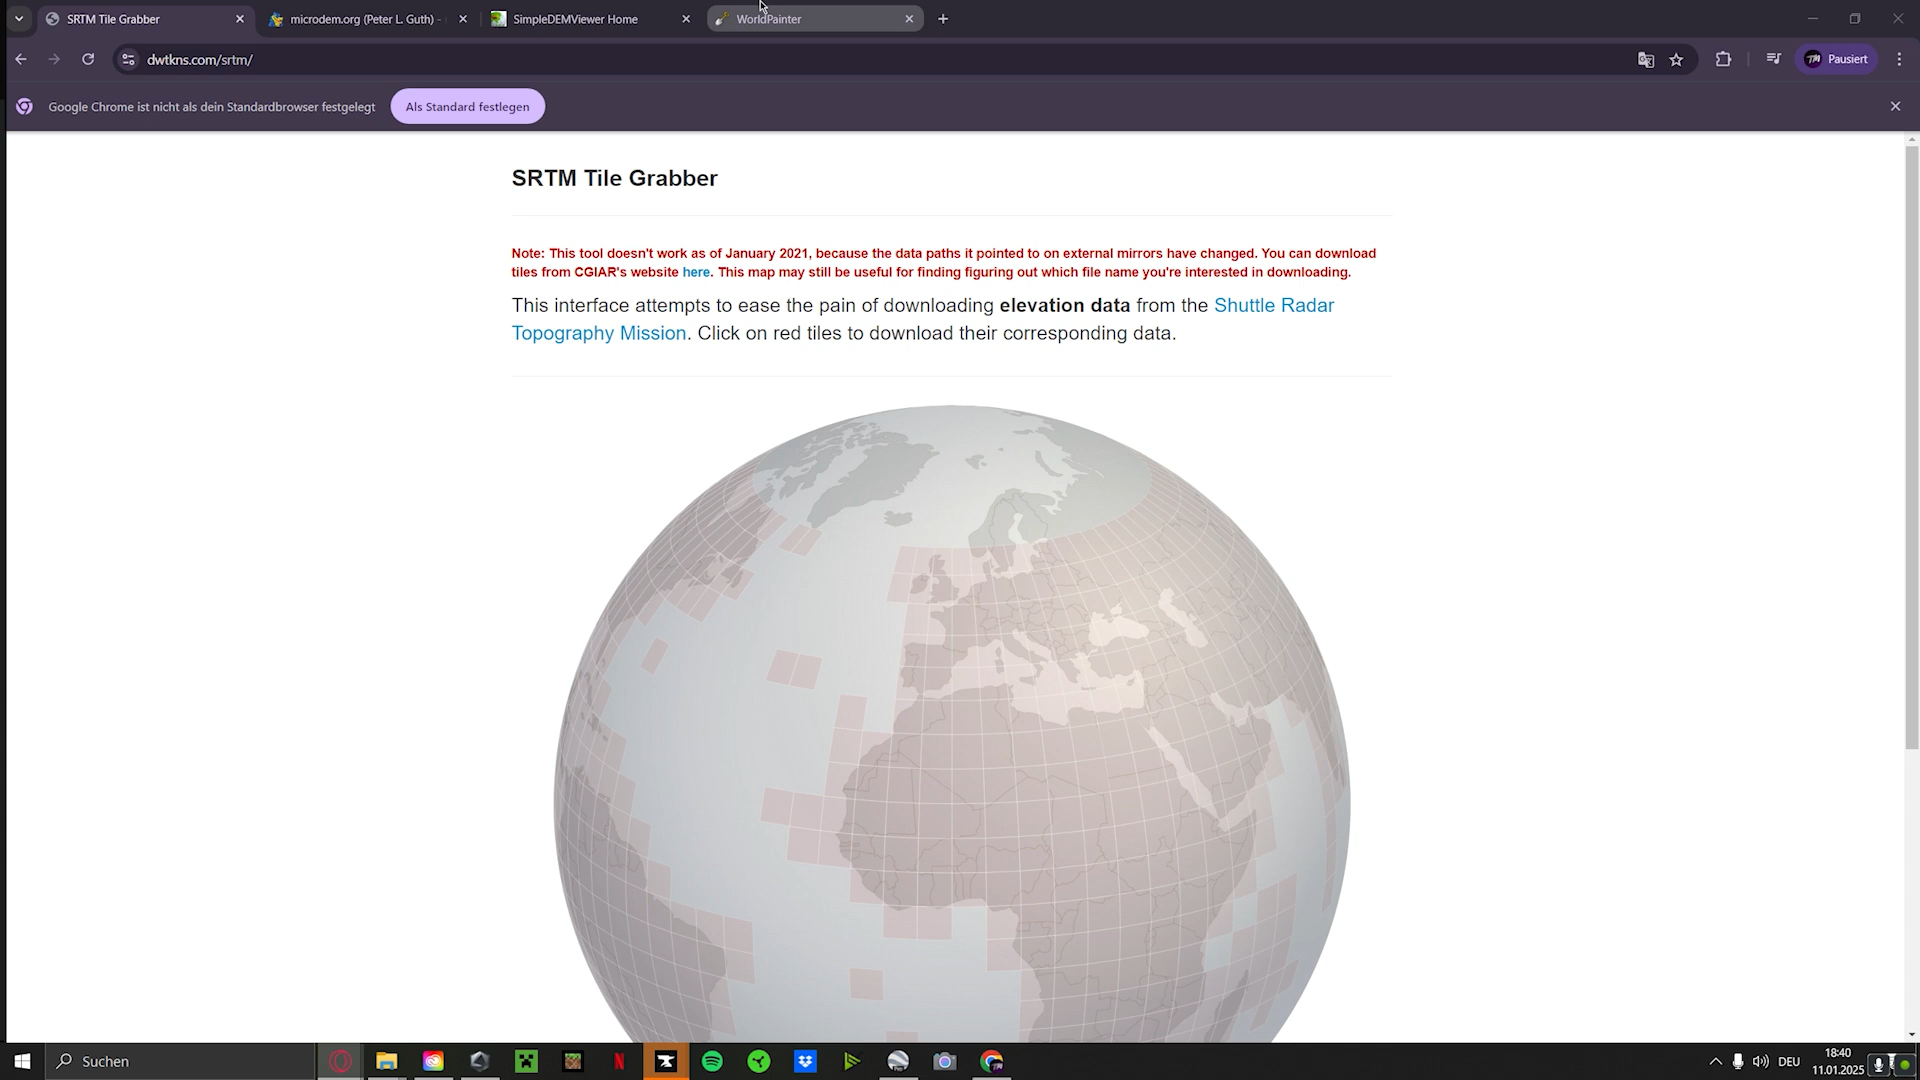 SRTM Tile Grabber
microdem.org (Peter L. Guth) -
SimpleDEMViewer Home
WorldPainter
dwtkns.com/srtm/
Pausiert
Google Chrome ist nicht als dein Standardbrowser festgelegt
Als Standard festlegen
SRTM Tile Grabber
Note: This tool doesn't work as of January 2021, because the data paths it pointed to on external mirrors have changed. You can download
tiles from CGIAR's website here. This map may still be useful for finding figuring out which file name you're interested in downloading.
This interface attempts to ease the pain of downloading elevation data from the Shuttle Radar
Topography Mission. Click on red tiles to download their corresponding data.
Suchen
DEU
18:40
11.01.2025